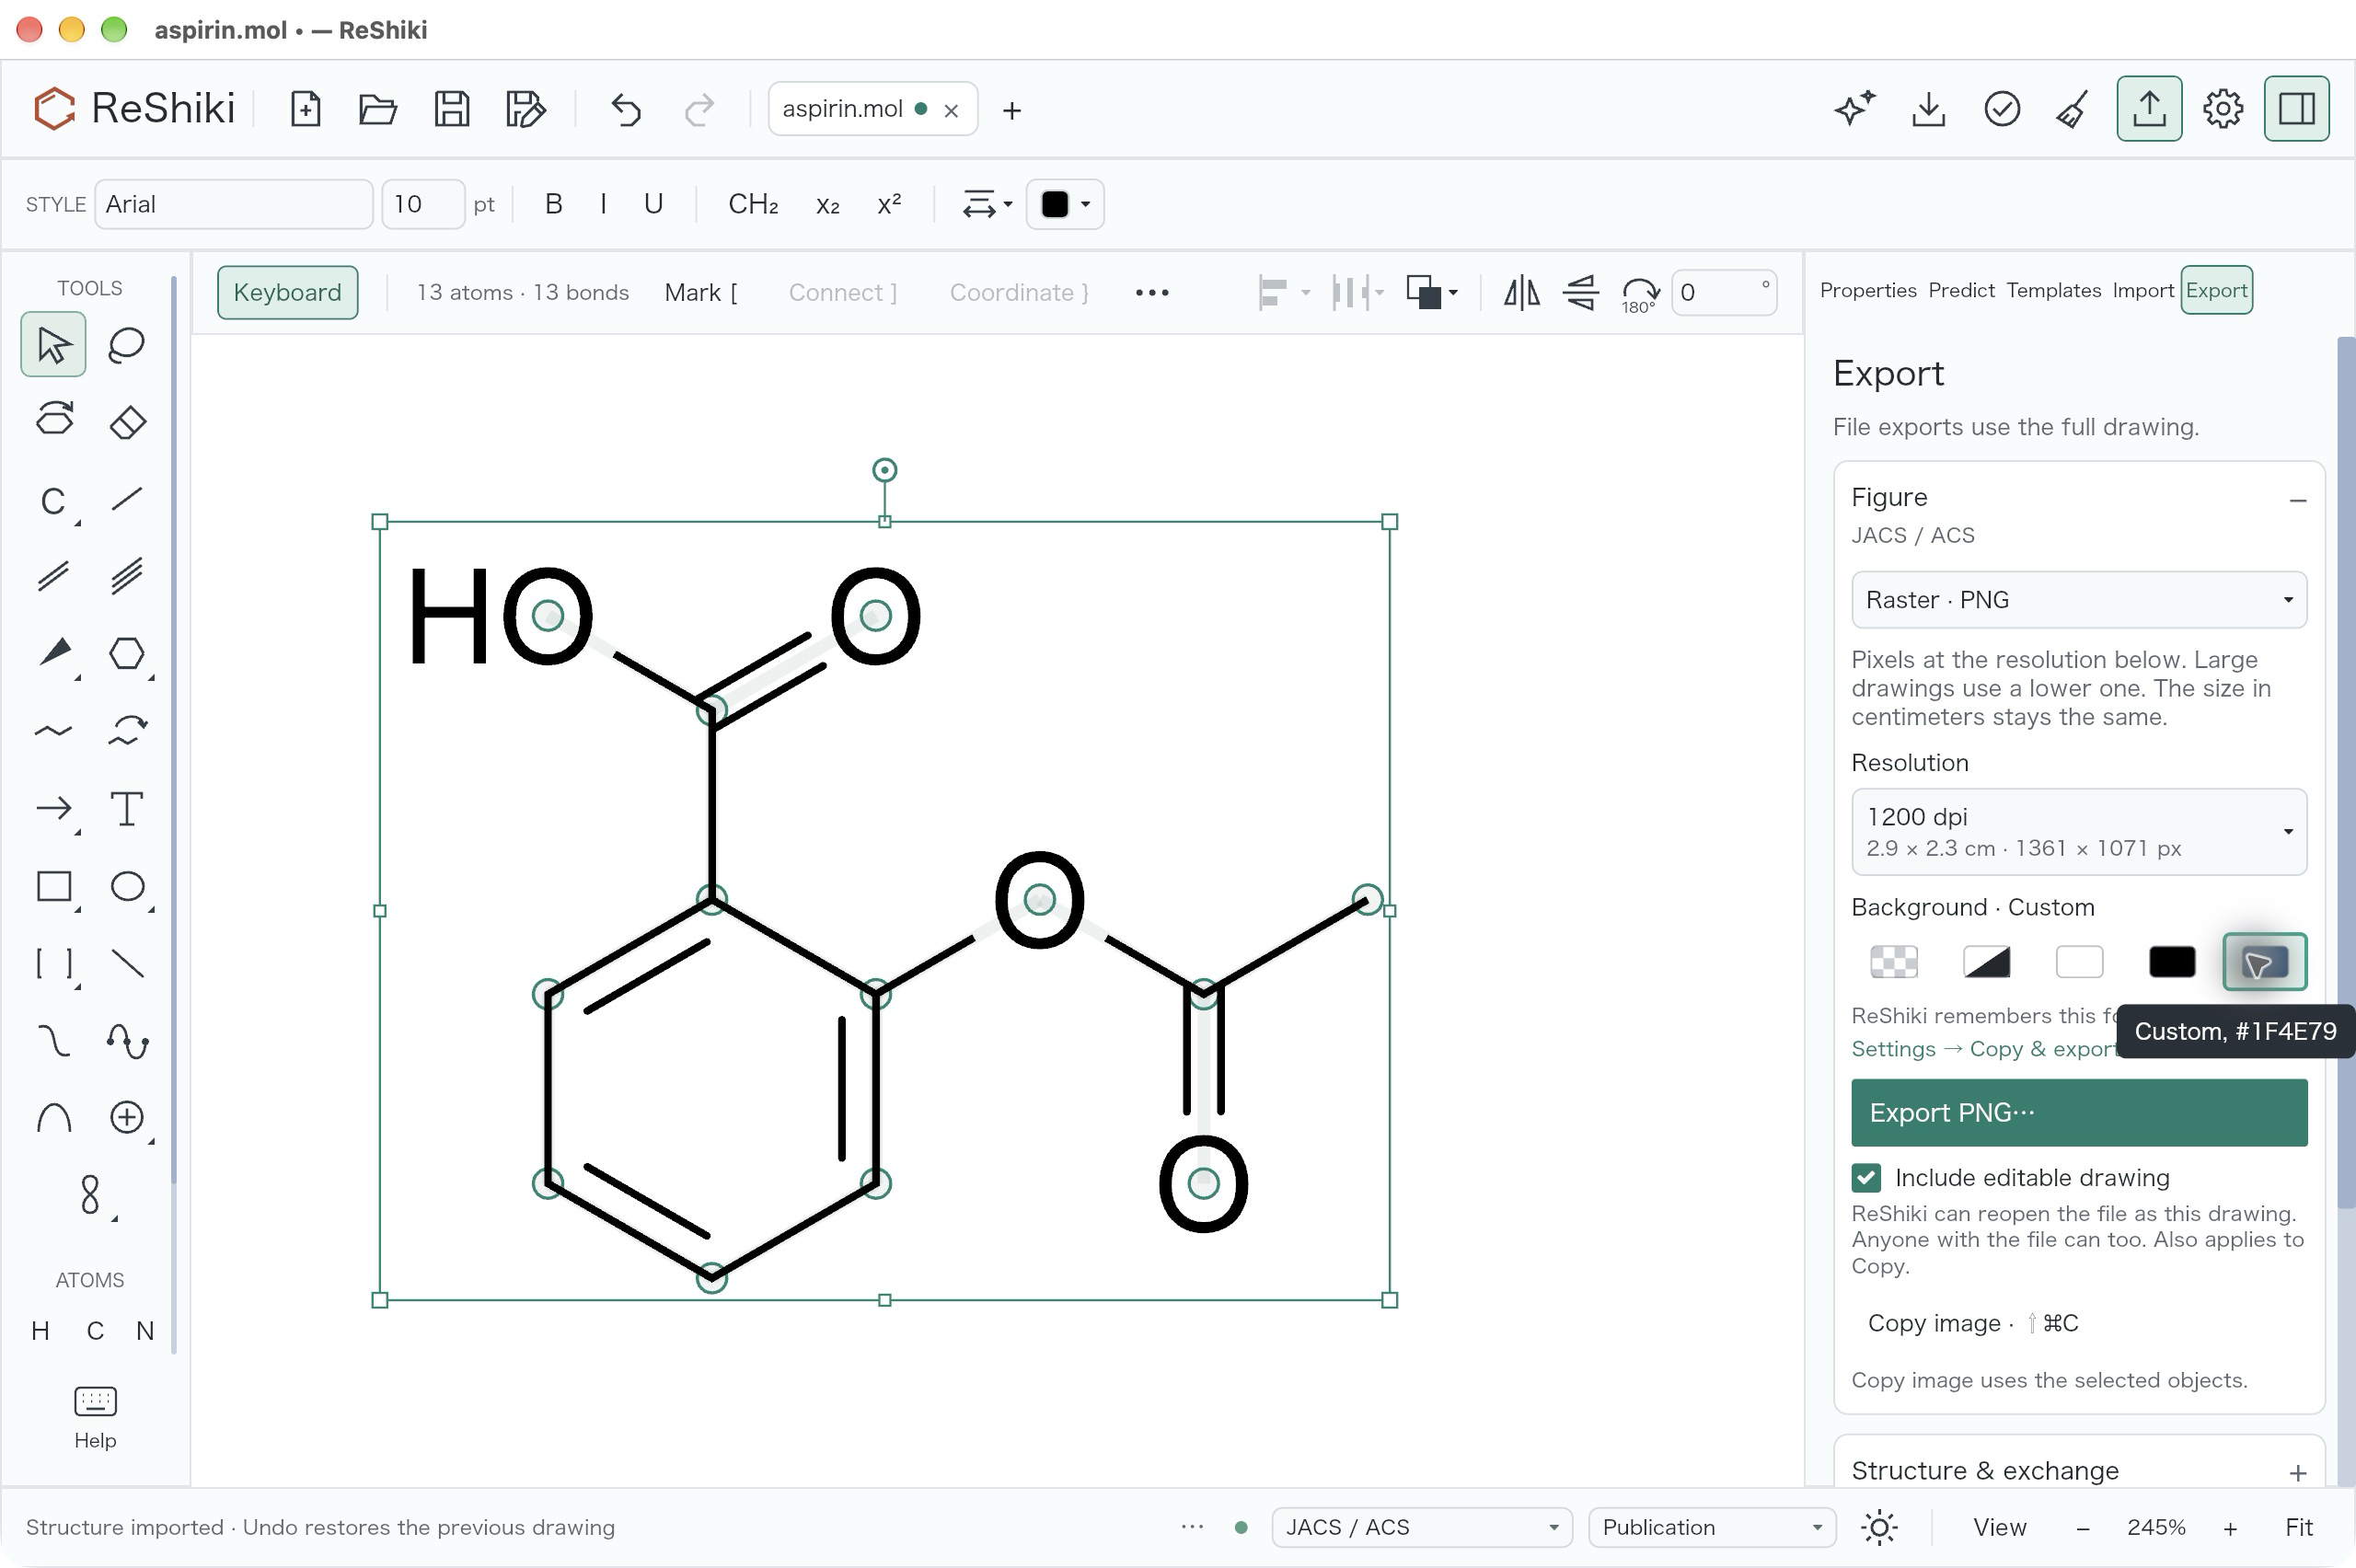 aspirin.mol • — ReShiki
ReShiki
aspirin.mol ● ×
+
STYLE Arial 10 pt B I U CH₂ x₂ x²
TOOLS
Keyboard 13 atoms · 13 bonds Mark [ Connect ] Coordinate } ••• 180° 0 °
Properties Predict Templates Import Export
Export
File exports use the full drawing.
Figure −
JACS / ACS
Raster · PNG
Pixels at the resolution below. Large
drawings use a lower one. The size in
centimeters stays the same.
Resolution
1200 dpi
2.9 × 2.3 cm · 1361 × 1071 px
Background · Custom
ReShiki remembers this
Custom, #1F4E79
Settings → Copy & export
Export PNG···
Include editable drawing
ReShiki can reopen the file as this drawing.
Anyone with the file can too. Also applies to
Copy.
Copy image · ⇧⌘C
Copy image uses the selected objects.
Structure & exchange +
C
T
[ ]
ATOMS
H C N
Help
HO O
O
O
Structure imported · Undo restores the previous drawing
··· JACS / ACS Publication View − 245% + Fit